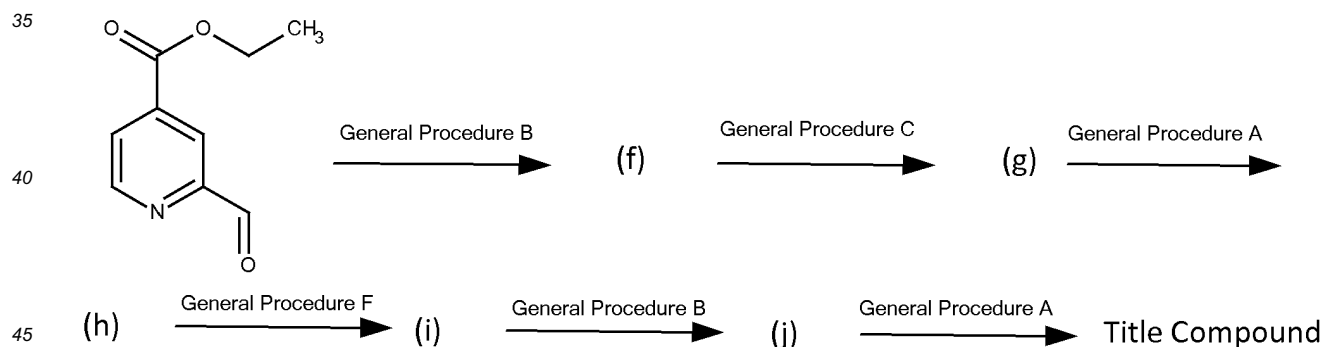 35
O O CH3
General Procedure B (f) General Procedure C (g) General Procedure A
40
N
O
(h) General Procedure F (i) General Procedure B (j) General Procedure A Title Compound
45